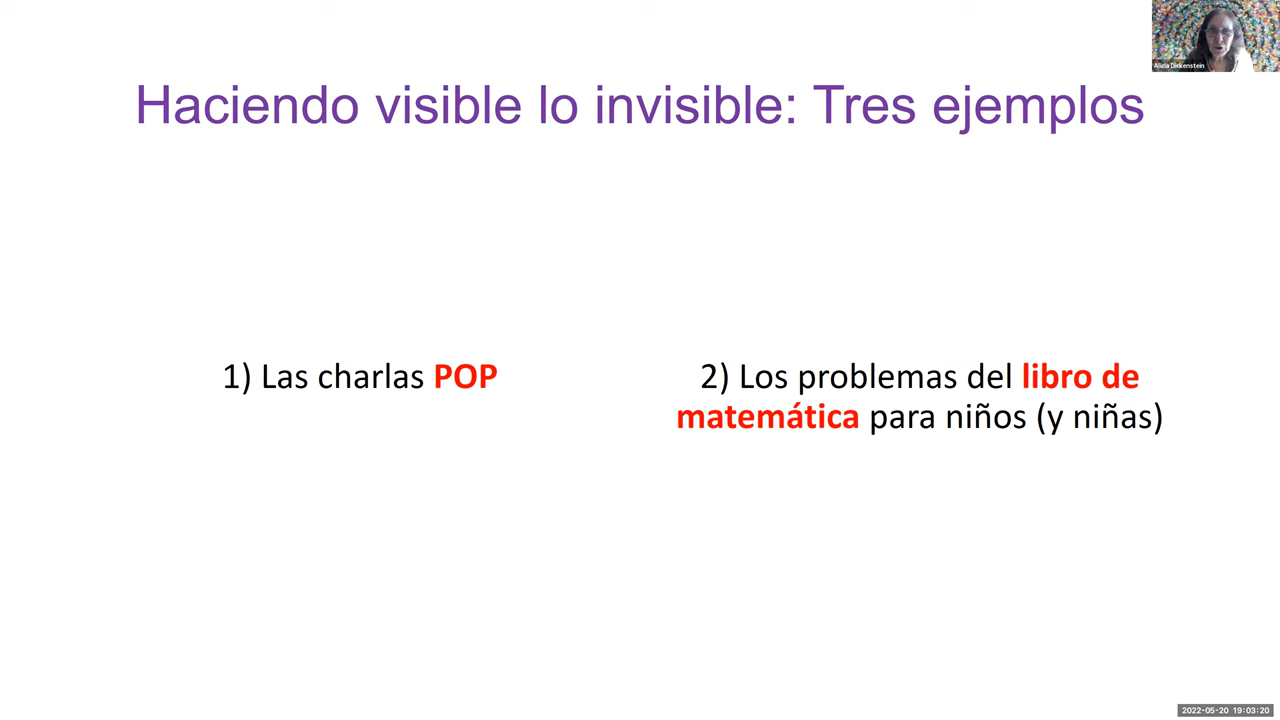 Alicia Dickenstein
Haciendo visible lo invisible: Tres ejemplos
1) Las charlas POP
2) Los problemas del libro de
matemática para niños (y niñas)
2022-05-20 19:03:20